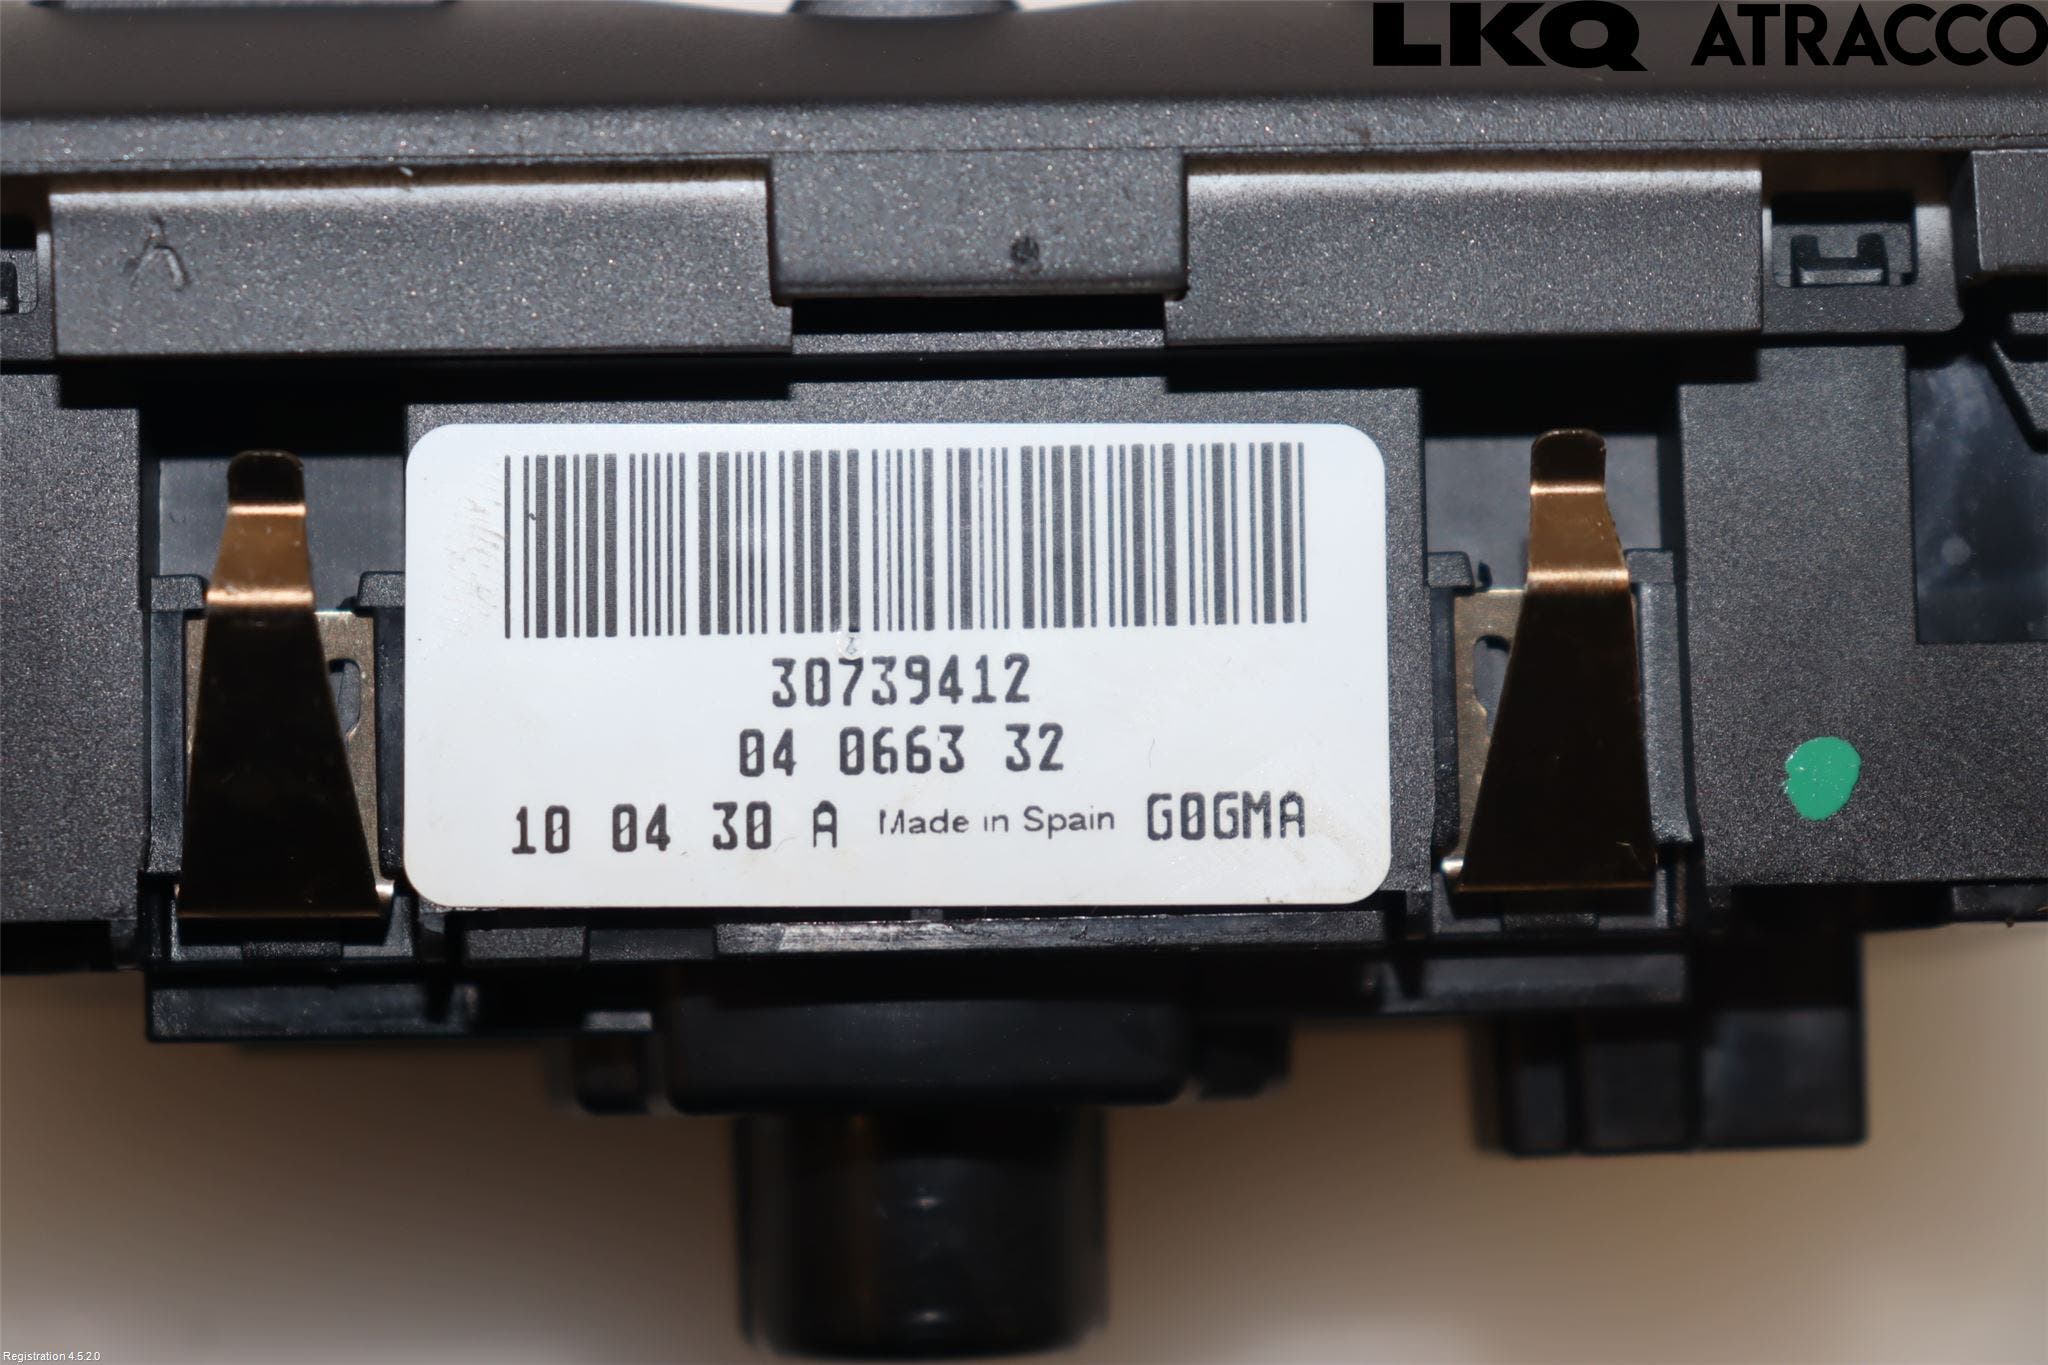 LKQ ATRACCO
30739412
04 0663 32
10 04 30 A Made in Spain G0GMA
Registration 4.5.2.0